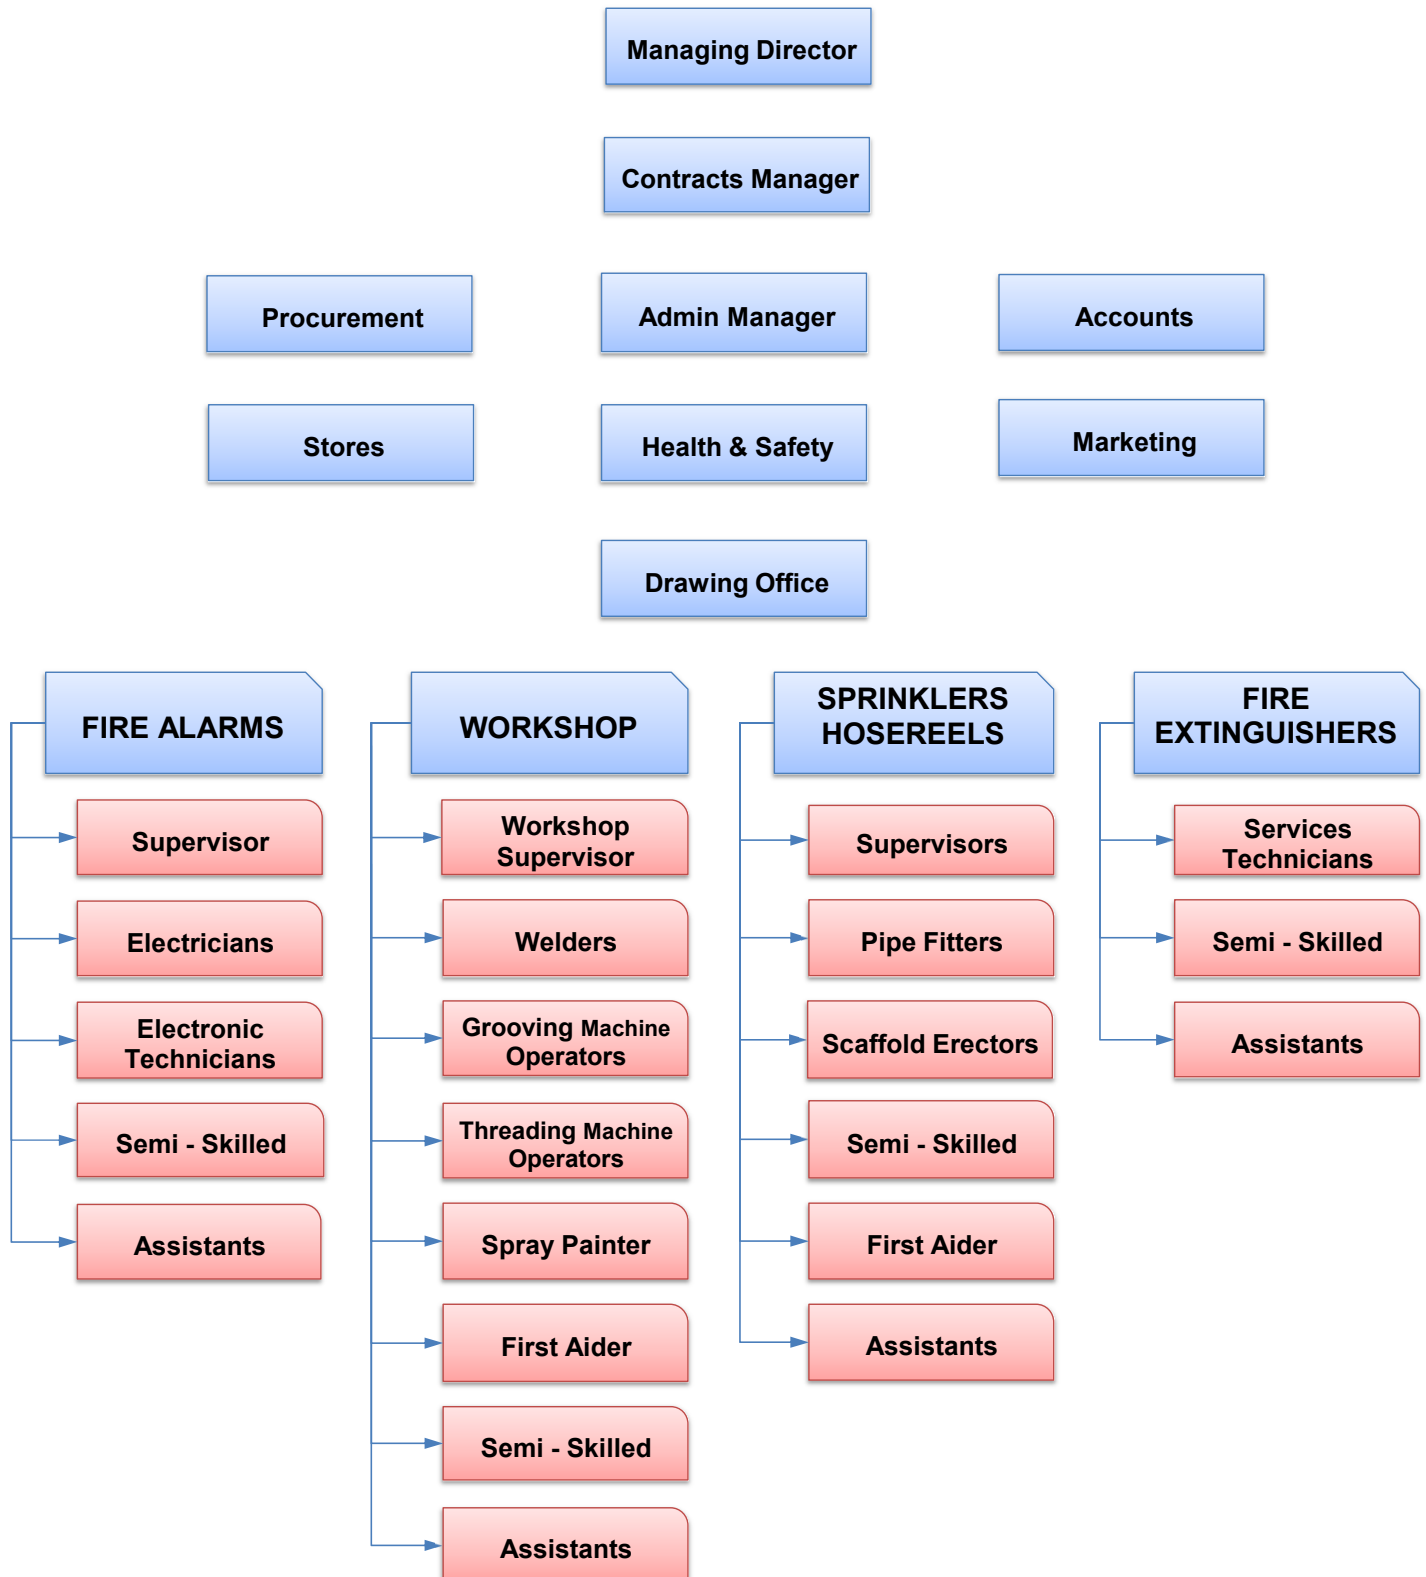 Managing Director
Contracts Manager
Procurement
Admin Manager
Accounts
Stores
Health & Safety
Marketing
Drawing Office
FIRE ALARMS
Supervisor
Electricians
Electronic
Technicians
Semi - Skilled
Assistants
WORKSHOP
Workshop
Supervisor
Welders
Grooving Machine
Operators
Threading Machine
Operators
Spray Painter
First Aider
Semi - Skilled
Assistants
SPRINKLERS
HOSEREELS
Supervisors
Pipe Fitters
Scaffold Erectors
Semi - Skilled
First Aider
Assistants
FIRE
EXTINGUISHERS
Services
Technicians
Semi - Skilled
Assistants